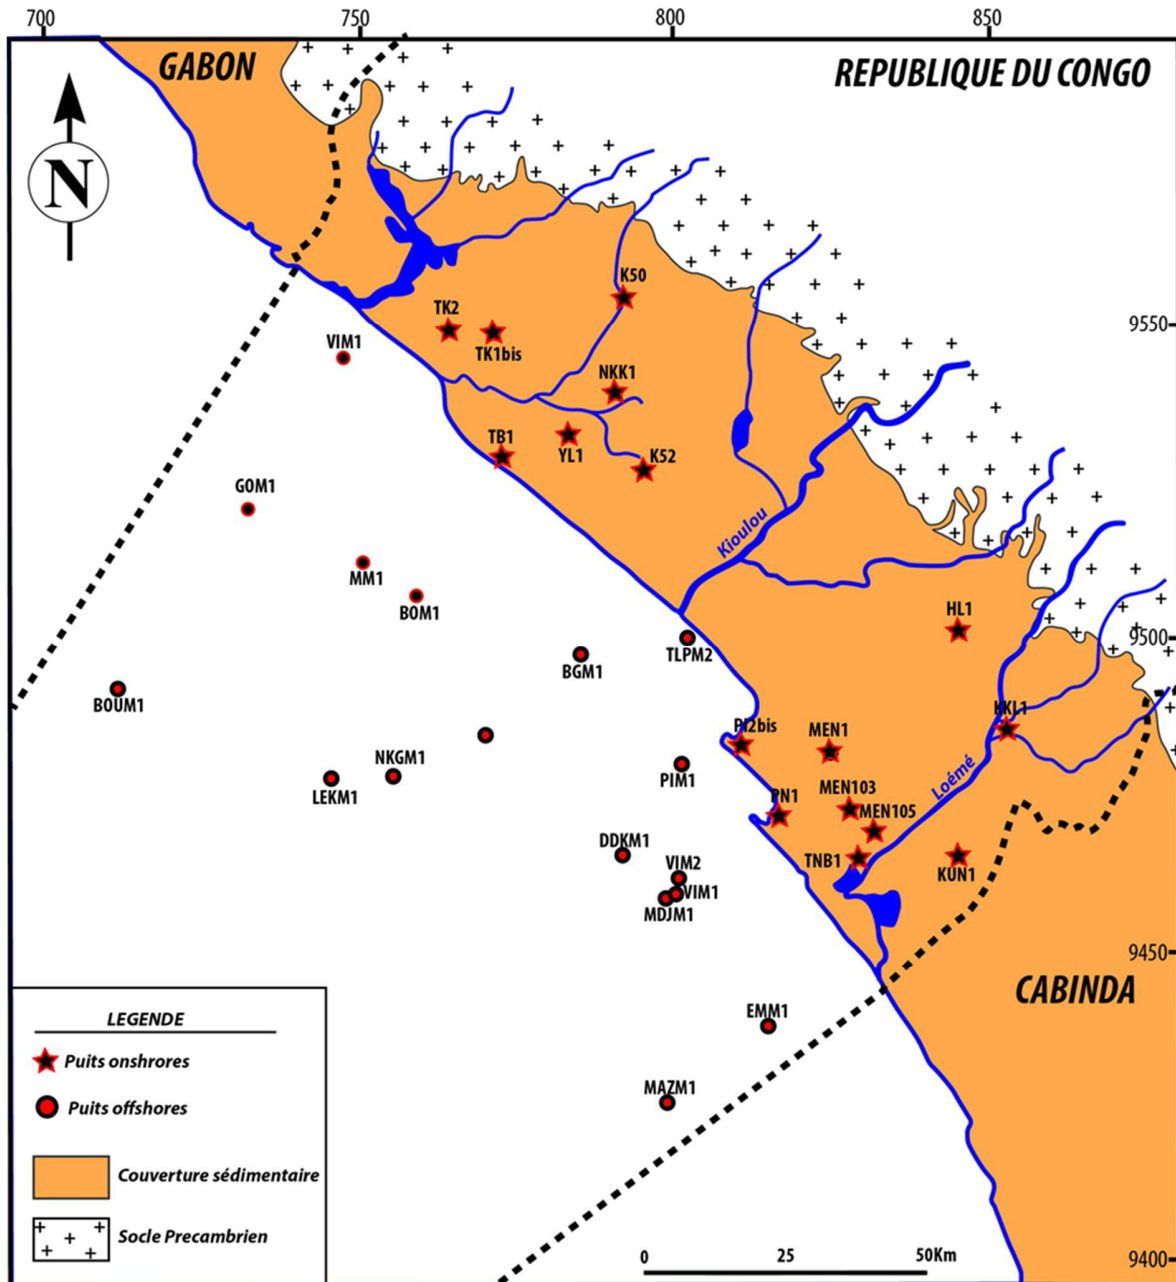 700 750 800 850
GABON
REPUBLIQUE DU CONGO
N
K50
TK2
9550
VIM1
TK1bis
NKK1
TB1
YL1
K52
GOM1
Kioulou
MM1
BOM1
HL1
9500
TLPM2
BGM1
BOUM1
KKL1
PI2bis
MEN1
NKGM1
PIM1
LEKM1
Loémé
MEN103
PN1
MEN105
DDKM1
TNB1
VIM2
KUN1
VIM1
MDJM1
9450
CABINDA
EMM1
LEGENDE
Puits onshrores
MAZM1
Puits offshores
Couverture sédimentaire
Socle Precambrien
0 25 50Km
9400